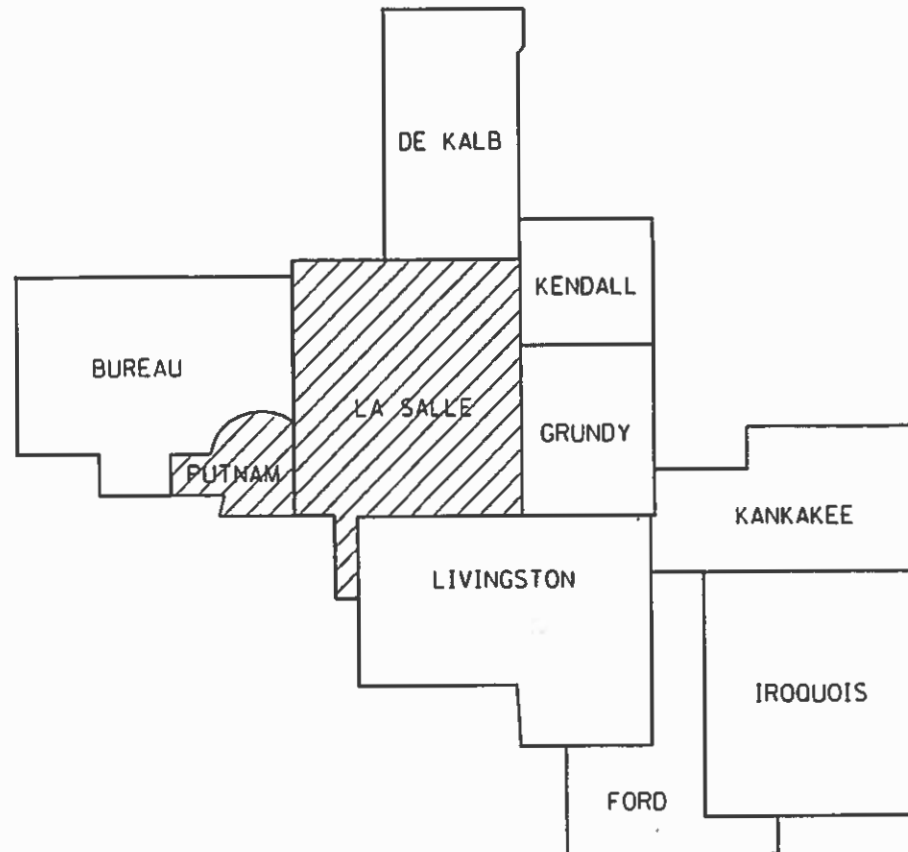 DE KALB
KENDALL
BUREAU
LA SALLE
GRUNDY
PUTNAM
KANKAKEE
LIVINGSTON
IROQUOIS
FORD